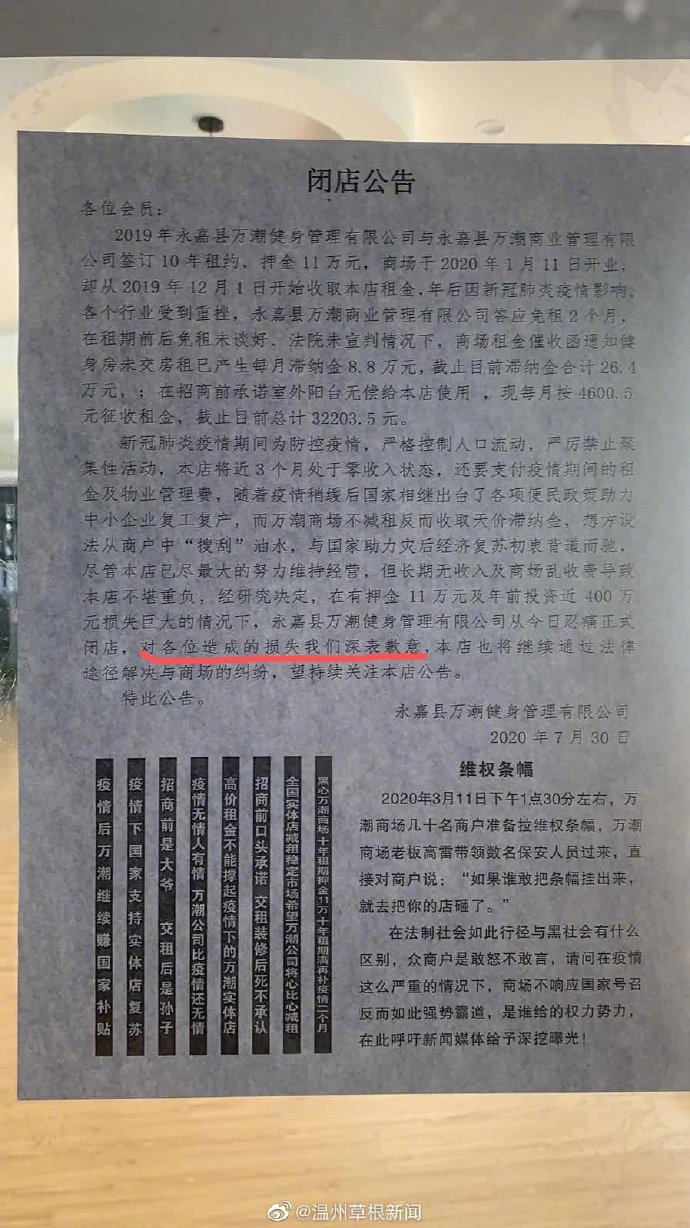 闭店公告
各位会员：
2019年永嘉县万潮健身管理有限公司与永嘉县万潮商业管理有限
公司签订10年租约，押金11万元，商场于2020年1月11日开业，
却从2019年12月1日开始收取本店租金，年后因新冠肺炎疫情影响，
各个行业受到重挫，永嘉县万潮商业管理有限公司答应免租2个月，
在租期前后免租未谈好、法院未宣判情况下，商场租金催收函通知健
身房未交房租已产生每月滞纳金8.8万元，截止目前滞纳金合计26.4
万元，；在招商前承诺室外阳台无偿给本店使用 ，现每月按4600.5
元征收租金，截止目前总计32203.5元。
新冠肺炎疫情期间为防控疫情，严格控制人口流动，严厉禁止聚
集性活动，本店将近3个月处于零收入状态，还要支付疫情期间的租
金及物业管理费，随着疫情稍缓后国家相继出台了各项便民政策助力
中小企业复工复产，而万潮商场不减租反而收取天价滞纳金、想方设
法从商户中“搜刮”油水，与国家助力灾后经济复苏初衷背道而驰，
尽管本店已尽最大的努力维持经营，但长期无收入及商场乱收费导致
本店不堪重负，经研究决定，在有押金11万元及年前投资近400万
元损失巨大的情况下，永嘉县万潮健身管理有限公司从今日忍痛正式
闭店，对各位造成的损失我们深表歉意，本店也将继续通过法律
途径解决与商场的纠纷，望持续关注本店公告。
特此公告。
永嘉县万潮健身管理有限公司
2020年7月30日
疫情后万潮继续赚国家补贴
疫情下国家支持实体店复苏
招商前是大爷 交租后是孙子
疫情无情人有情 万潮公司比疫情还无情
高价租金不能撑起疫情下的万潮实体店
招商前口头承诺 交租装修后死不承认
全国实体店减租稳定市场希望万潮公司将心比心减租
黑心万潮商场十年租期押金11万十年租期满再补疫情二个月
维权条幅
2020年3月11日下午1点30分左右，万
潮商场几十名商户准备拉维权条幅，万潮
商场老板高雷带领数名保安人员过来，直
接对商户说：“如果谁敢把条幅挂出来，
就去把你的店砸了。”
在法制社会如此行径与黑社会有什么
区别，众商户是敢怒不敢言，请问在疫情
这么严重的情况下，商场不响应国家号召
反而如此强势霸道，是谁给的权力势力，
在此呼吁新闻媒体给予深挖曝光！
@温州草根新闻